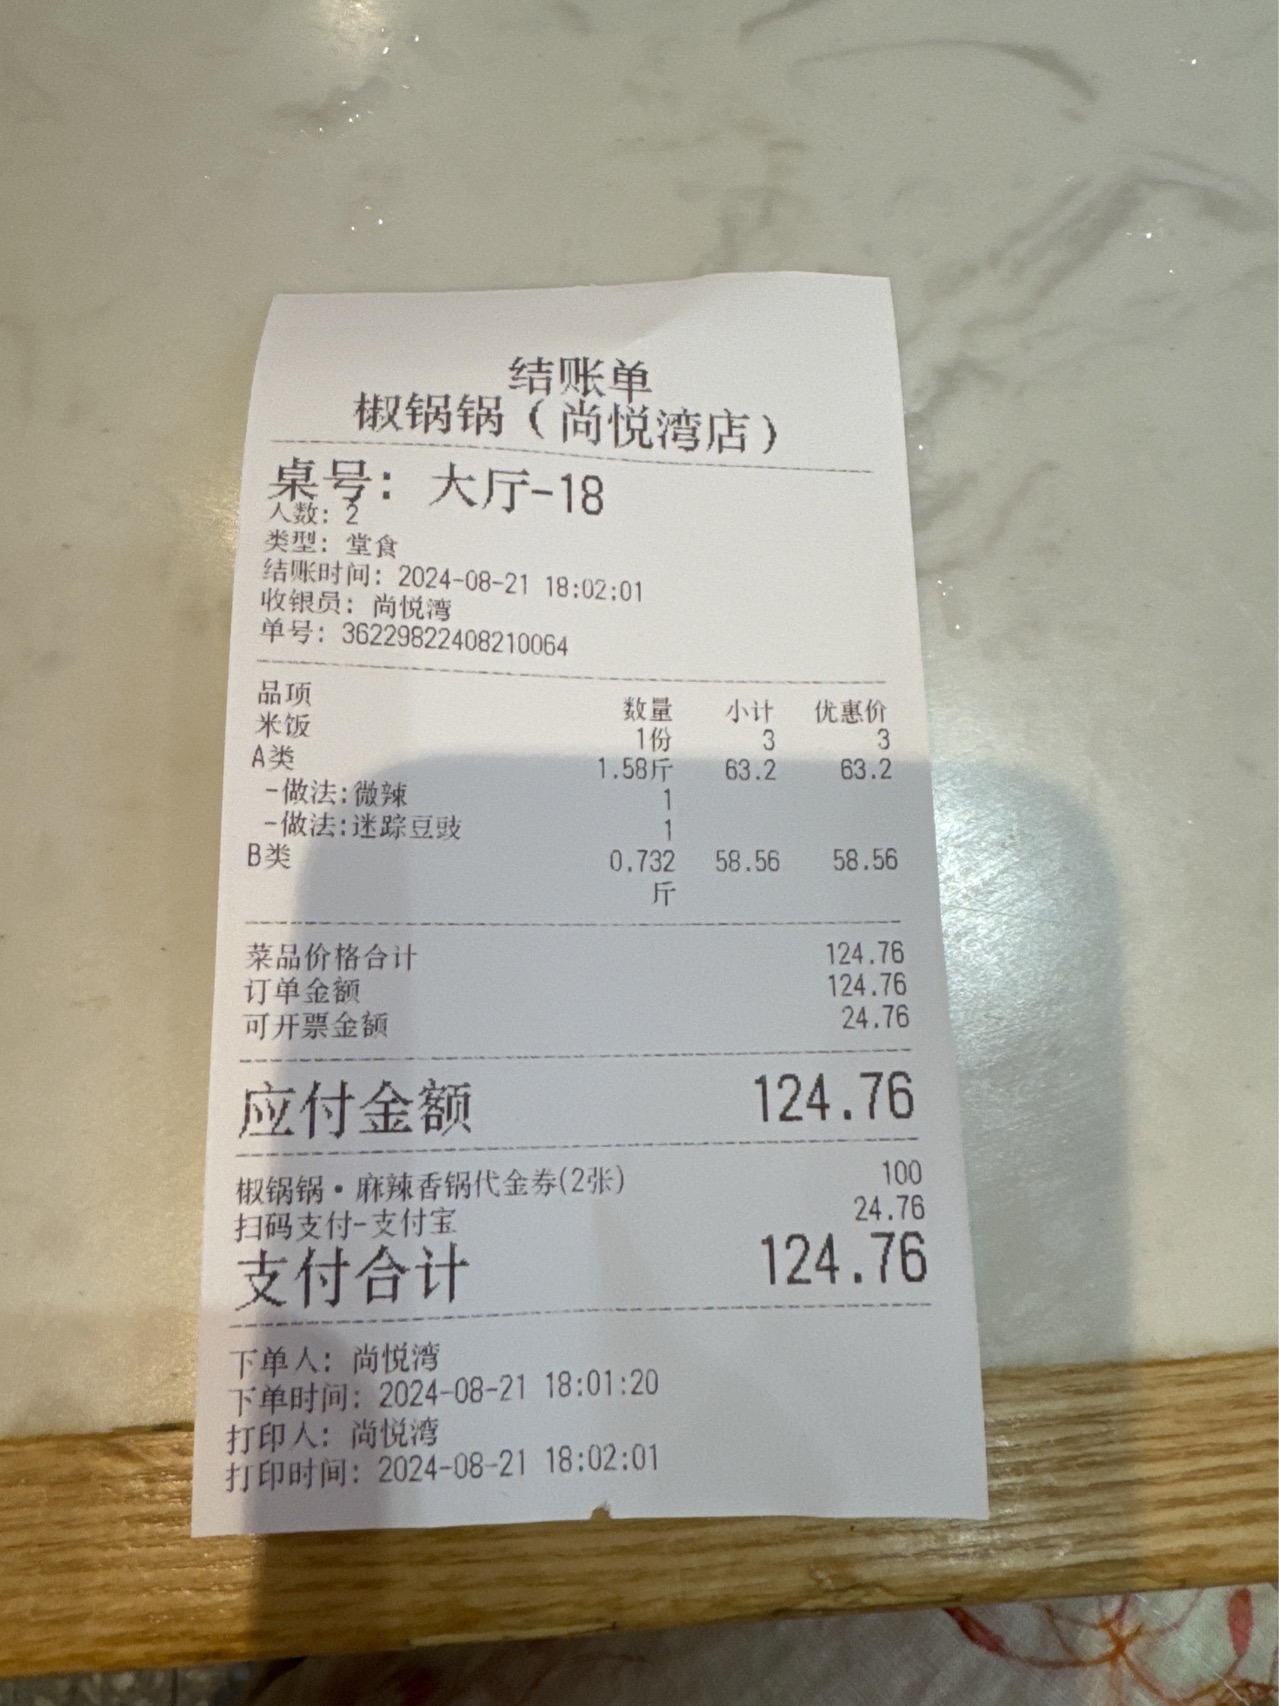 结账单
椒锅锅（尚悦湾店）
桌号：大厅-18
人数：2
类型：堂食
结账时间：2024-08-21 18:02:01
收银员：尚悦湾
单号：36229822408210064
品项 数量 小计 优惠价
米饭 1份 3 3
A类 1.58斤 63.2 63.2
-做法:微辣 1
-做法:迷踪豆豉 1
B类 0.732斤 58.56 58.56
菜品价格合计 124.76
订单金额 124.76
可开票金额 24.76
应付金额 124.76
椒锅锅·麻辣香锅代金券(2张) 100
扫码支付-支付宝 24.76
支付合计 124.76
下单人：尚悦湾
下单时间：2024-08-21 18:01:20
打印人：尚悦湾
打印时间：2024-08-21 18:02:01